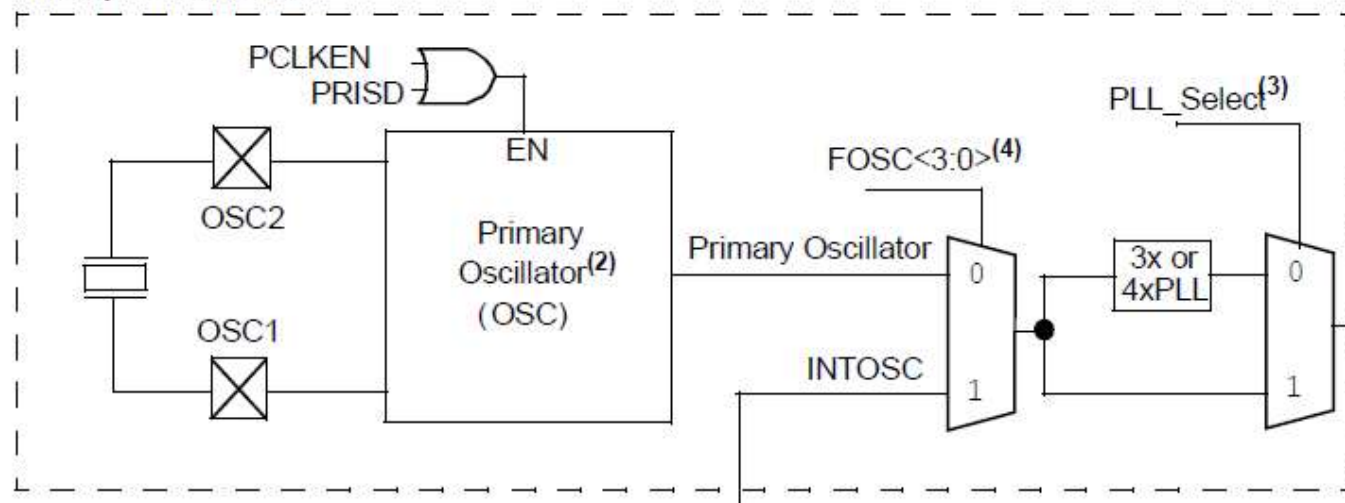 PCLKEN
PRISD
EN
OSC2
OSC1
Primary
Oscillator(2)
(OSC)
Primary Oscillator
INTOSC
FOSC<3:0>(4)
0
1
3x or
4xPLL
PLL_Select(3)
0
1